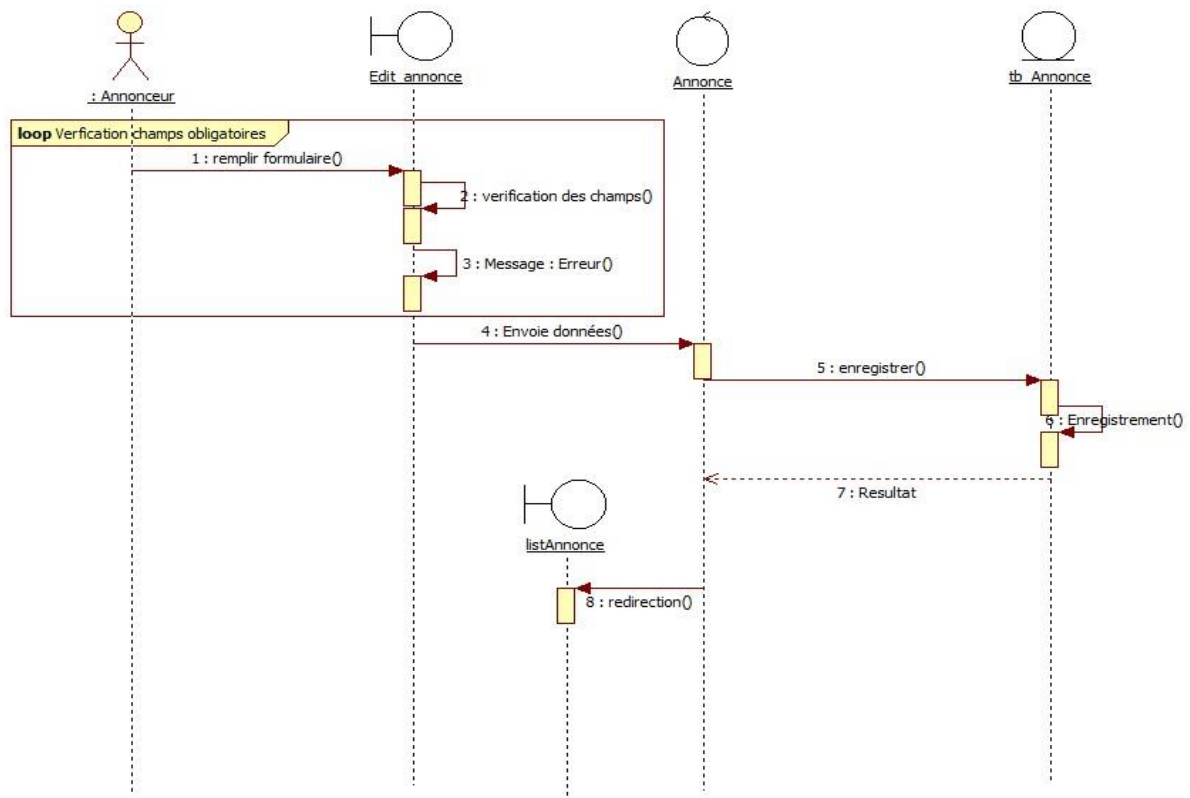 Edit_annonce
Annonce
tb_Annonce
: Annonceur
loop Verfication champs obligatoires
1 : remplir formulaire()
2 : verification des champs()
3 : Message : Erreur()
4 : Envoie données()
5 : enregistrer()
6 : Enregistrement()
7 : Resultat
listAnnonce
8 : redirection()